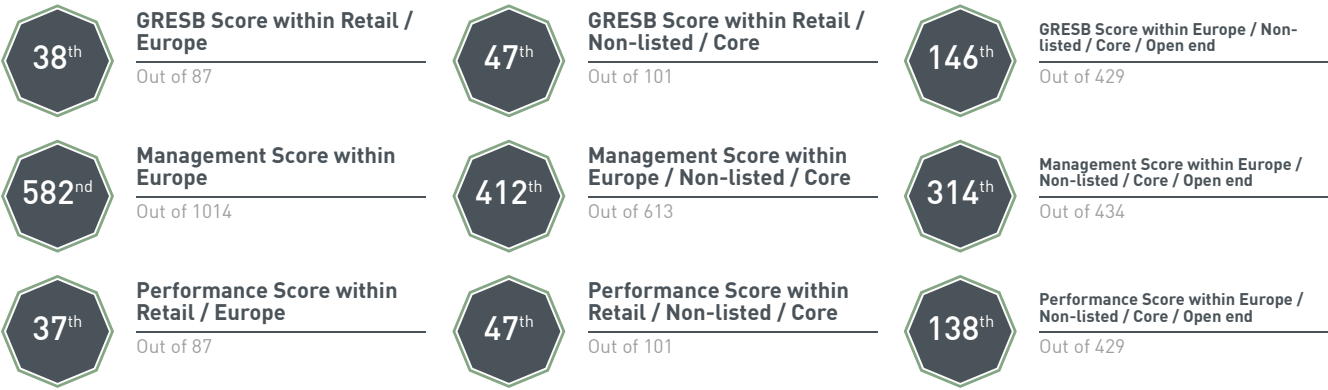 38th
GRESB Score within Retail /
Europe
Out of 87
47th
GRESB Score within Retail /
Non-listed / Core
Out of 101
146th
GRESB Score within Europe / Non-
listed / Core / Open end
Out of 429
582nd
Management Score within
Europe
Out of 1014
412th
Management Score within
Europe / Non-listed / Core
Out of 613
314th
Management Score within Europe /
Non-listed / Core / Open end
Out of 434
37th
Performance Score within
Retail / Europe
Out of 87
47th
Performance Score within
Retail / Non-listed / Core
Out of 101
138th
Performance Score within Europe /
Non-listed / Core / Open end
Out of 429